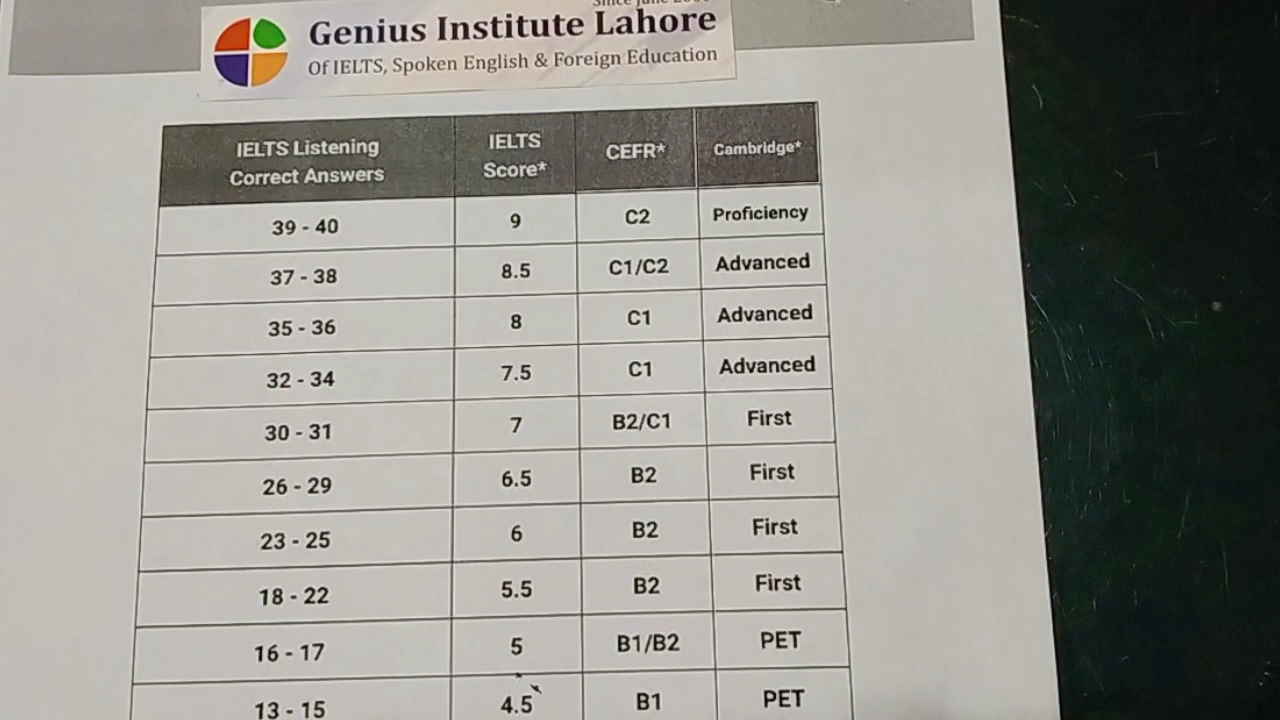 Genius Institute Lahore
Of IELTS, Spoken English & Foreign Education
IELTS Listening Correct Answers IELTS Score* CEFR* Cambridge*
39 - 40 9 C2 Proficiency
37 - 38 8.5 C1/C2 Advanced
35 - 36 8 C1 Advanced
32 - 34 7.5 C1 Advanced
30 - 31 7 B2/C1 First
26 - 29 6.5 B2 First
23 - 25 6 B2 First
18 - 22 5.5 B2 First
16 - 17 5 B1/B2 PET
13 - 15 4.5 B1 PET